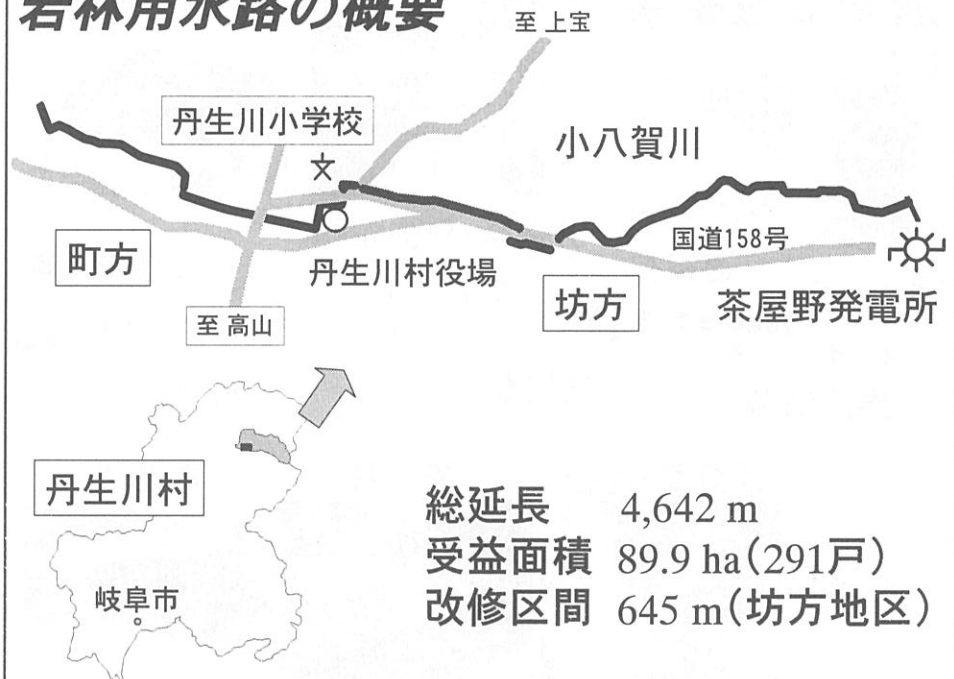 若林用水路の概要
至 上宝
丹生川小学校
文
小八賀川
国道158号
町方
丹生川村役場
坊方
茶屋野発電所
至 高山
丹生川村
岐阜市
総延長 4,642 m
受益面積 89.9 ha(291戸)
改修区間 645 m(坊方地区)